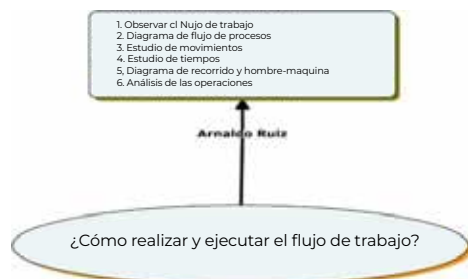 1. Observar cl Nujo de trabajo
2. Diagrama de flujo de procesos
3. Estudio de movimientos
4. Estudio de tiempos
5, Diagrama de recorrido y hombre-maquina
6. Análisis de las operaciones
Arnaldo Ruiz
¿Cómo realizar y ejecutar el flujo de trabajo?